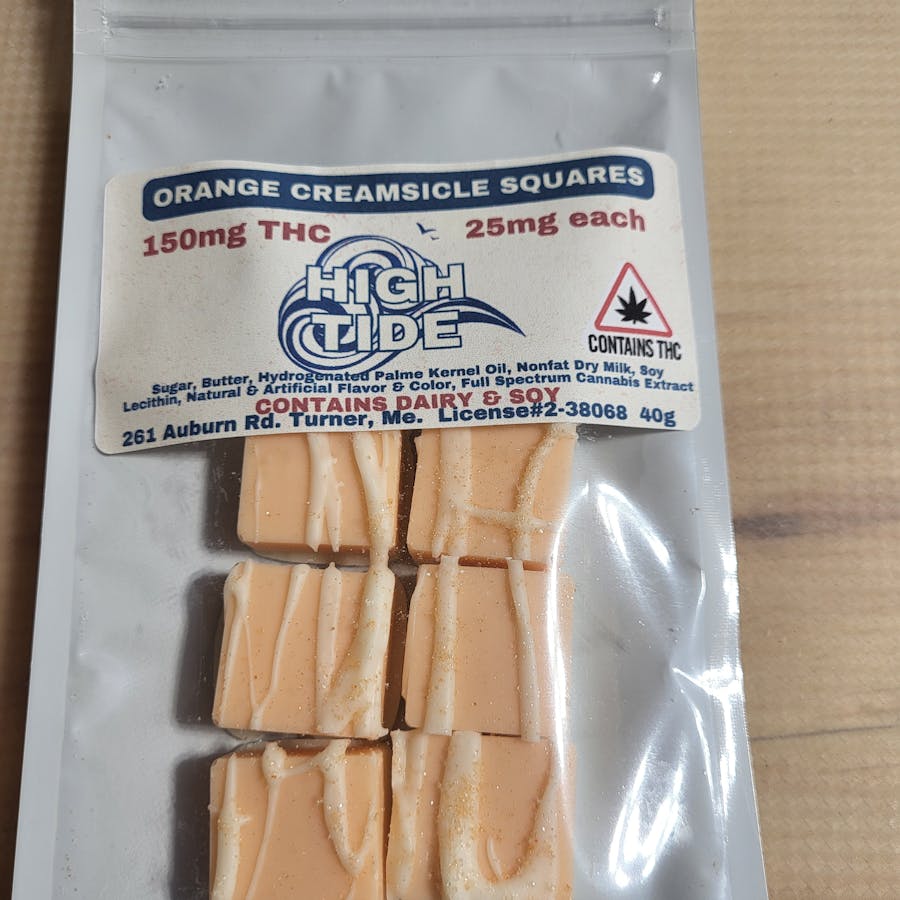 ORANGE CREAMSICLE SQUARES
150mg THC 25mg each
HIGH
TIDE
CONTAINS THC
Sugar, Butter, Hydrogenated Palme Kernel Oil, Nonfat Dry Milk, Soy
Lecithin, Natural & Artificial Flavor & Color, Full Spectrum Cannabis Extract
CONTAINS DAIRY & SOY
261 Auburn Rd. Turner, Me. License#2-38068 40g